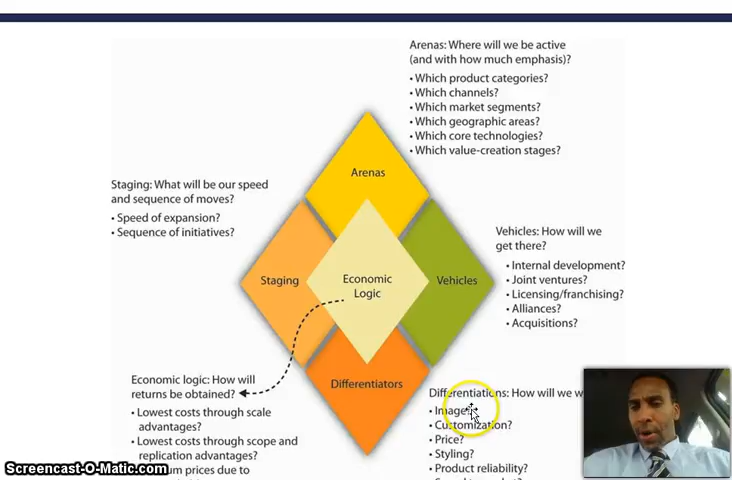 Arenas: Where will we be active
(and with how much emphasis)?
• Which product categories?
• Which channels?
• Which market segments?
• Which geographic areas?
• Which core technologies?
• Which value-creation stages?
Arenas
Staging: What will be our speed
and sequence of moves?
• Speed of expansion?
• Sequence of initiatives?
Vehicles: How will we
get there?
• Internal development?
• Joint ventures?
• Licensing/franchising?
• Alliances?
• Acquisitions?
Staging
Economic
Logic
Vehicles
Differentiators
Economic logic: How will
returns be obtained?
• Lowest costs through scale
advantages?
• Lowest costs through scope and
replication advantages?
prices due to
Differentiations: How will we
• Image?
• Customization?
• Price?
• Styling?
• Product reliability?
Screencast-O-Matic.com